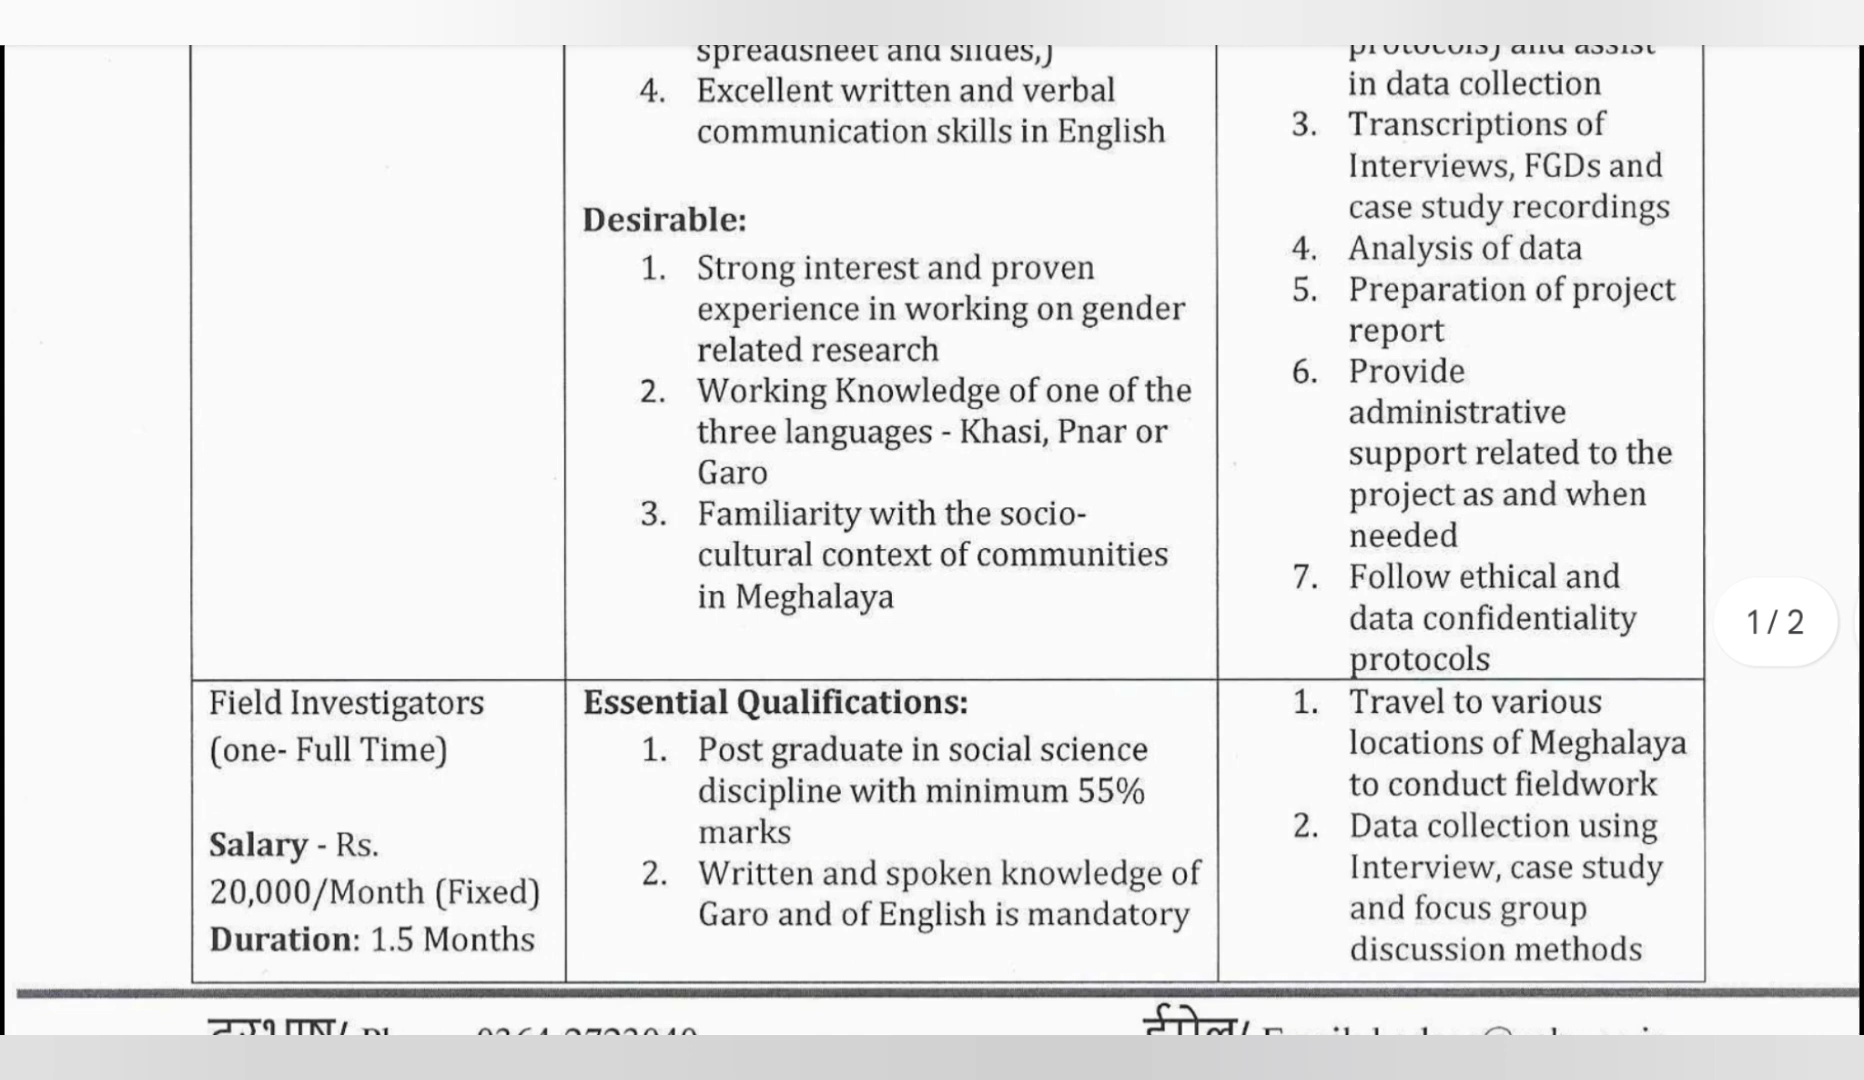 spreadsheet and slides,)
4. Excellent written and verbal
communication skills in English
Desirable:
1. Strong interest and proven
experience in working on gender
related research
2. Working Knowledge of one of the
three languages - Khasi, Pnar or
Garo
3. Familiarity with the socio-
cultural context of communities
in Meghalaya
protocols) and assist
in data collection
3. Transcriptions of
Interviews, FGDs and
case study recordings
4. Analysis of data
5. Preparation of project
report
6. Provide
administrative
support related to the
project as and when
needed
7. Follow ethical and
data confidentiality
protocols
1 / 2
Field Investigators
(one- Full Time)
Salary - Rs.
20,000/Month (Fixed)
Duration: 1.5 Months
Essential Qualifications:
1. Post graduate in social science
discipline with minimum 55%
marks
2. Written and spoken knowledge of
Garo and of English is mandatory
1. Travel to various
locations of Meghalaya
to conduct fieldwork
2. Data collection using
Interview, case study
and focus group
discussion methods